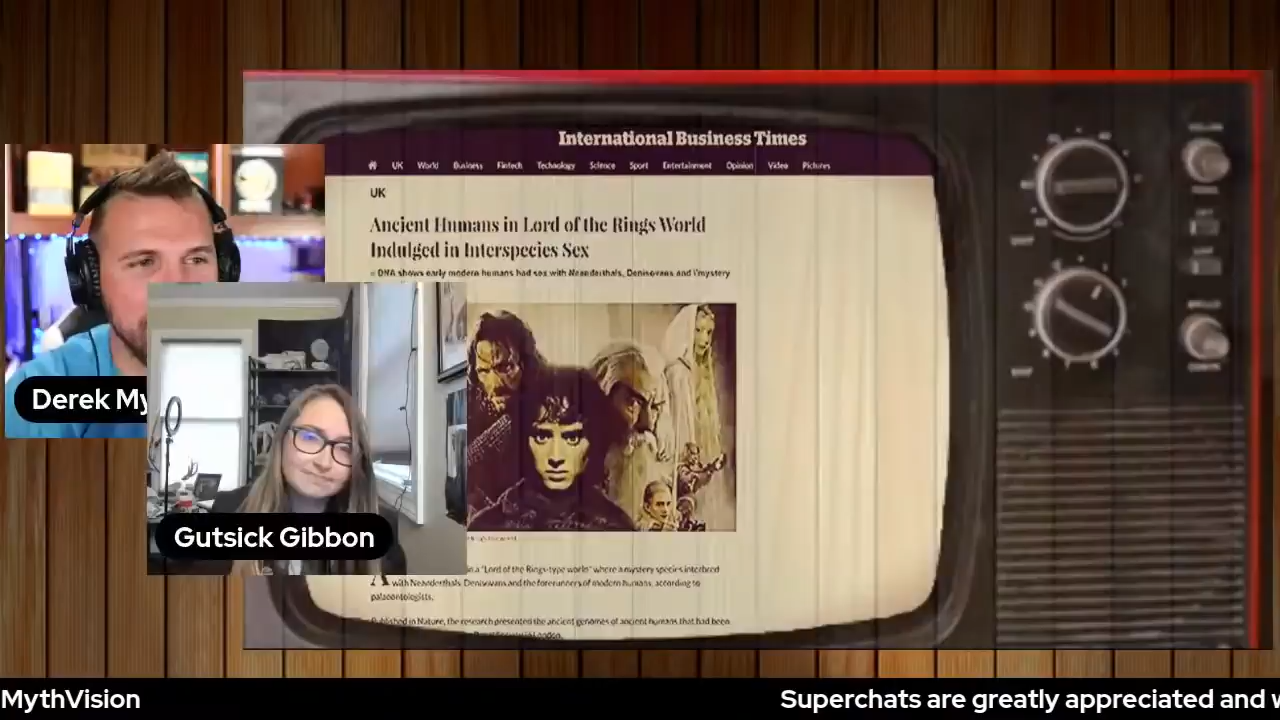 International Business Times
UK World Business Fintech Technology Science Sport Entertainment Opinion Video Pictures
UK
Ancient Humans in Lord of the Rings World
Indulged in Interspecies Sex
DNA shows early modern humans had sex with Neanderthals, Denisovans and 'mystery
Derek My
Gutsick Gibbon
in a "Lord of the Rings-type world" where a mystery species interbred
with Neanderthals, Denisovans and the forerunners of modern humans, according to
palaeontologists.
Published in Nature, the research presented the ancient genomes of ancient humans that had been
London.
MythVision
Superchats are greatly appreciated and w